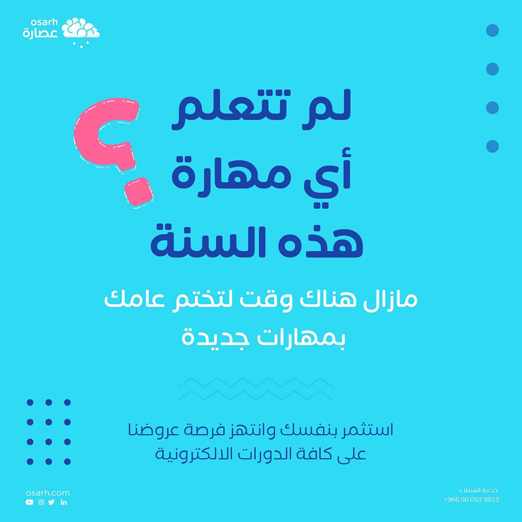 osarh
عصارة
لم تتعلم
أي مهارة
هذه السنة
؟
مازال هناك وقت لتختم عامك
بمهارات جديدة
استثمر بنفسك وانتهز فرصة عروضنا
على كافة الدورات الالكترونية
osarh.com
خدمة العملاء
+966 56 053 9933